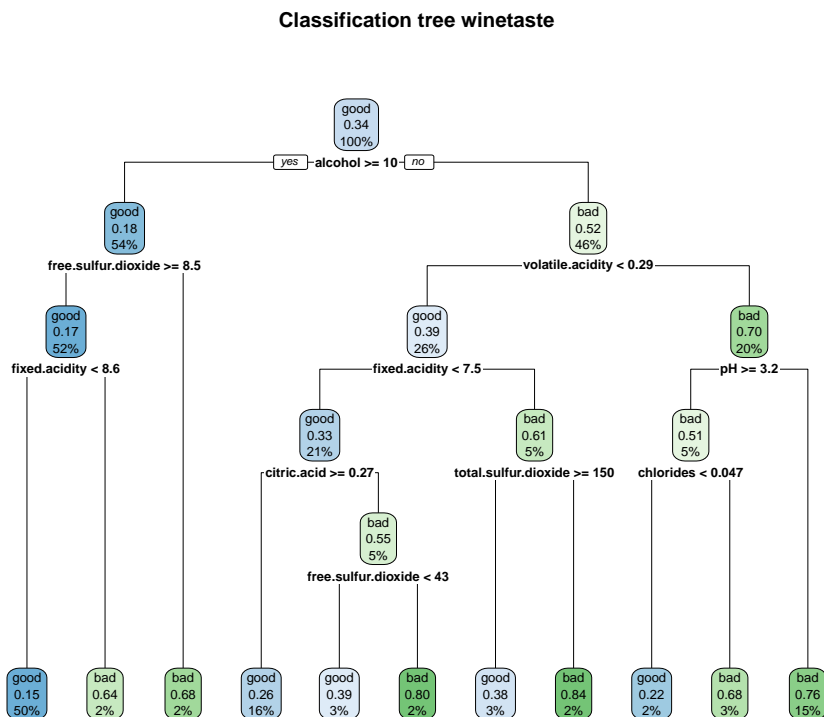 Classification tree winetaste
good
0.34
100%
yes alcohol >= 10 no
good
0.18
54%
free.sulfur.dioxide >= 8.5
bad
0.52
46%
volatile.acidity < 0.29
good
0.17
52%
fixed.acidity < 8.6
good
0.39
26%
fixed.acidity < 7.5
bad
0.70
20%
pH >= 3.2
good
0.33
21%
citric.acid >= 0.27
bad
0.61
5%
total.sulfur.dioxide >= 150
bad
0.51
5%
chlorides < 0.047
bad
0.55
5%
free.sulfur.dioxide < 43
good
0.15
50%
bad
0.64
2%
bad
0.68
2%
good
0.26
16%
good
0.39
3%
bad
0.80
2%
good
0.38
3%
bad
0.84
2%
good
0.22
2%
bad
0.68
3%
bad
0.76
15%